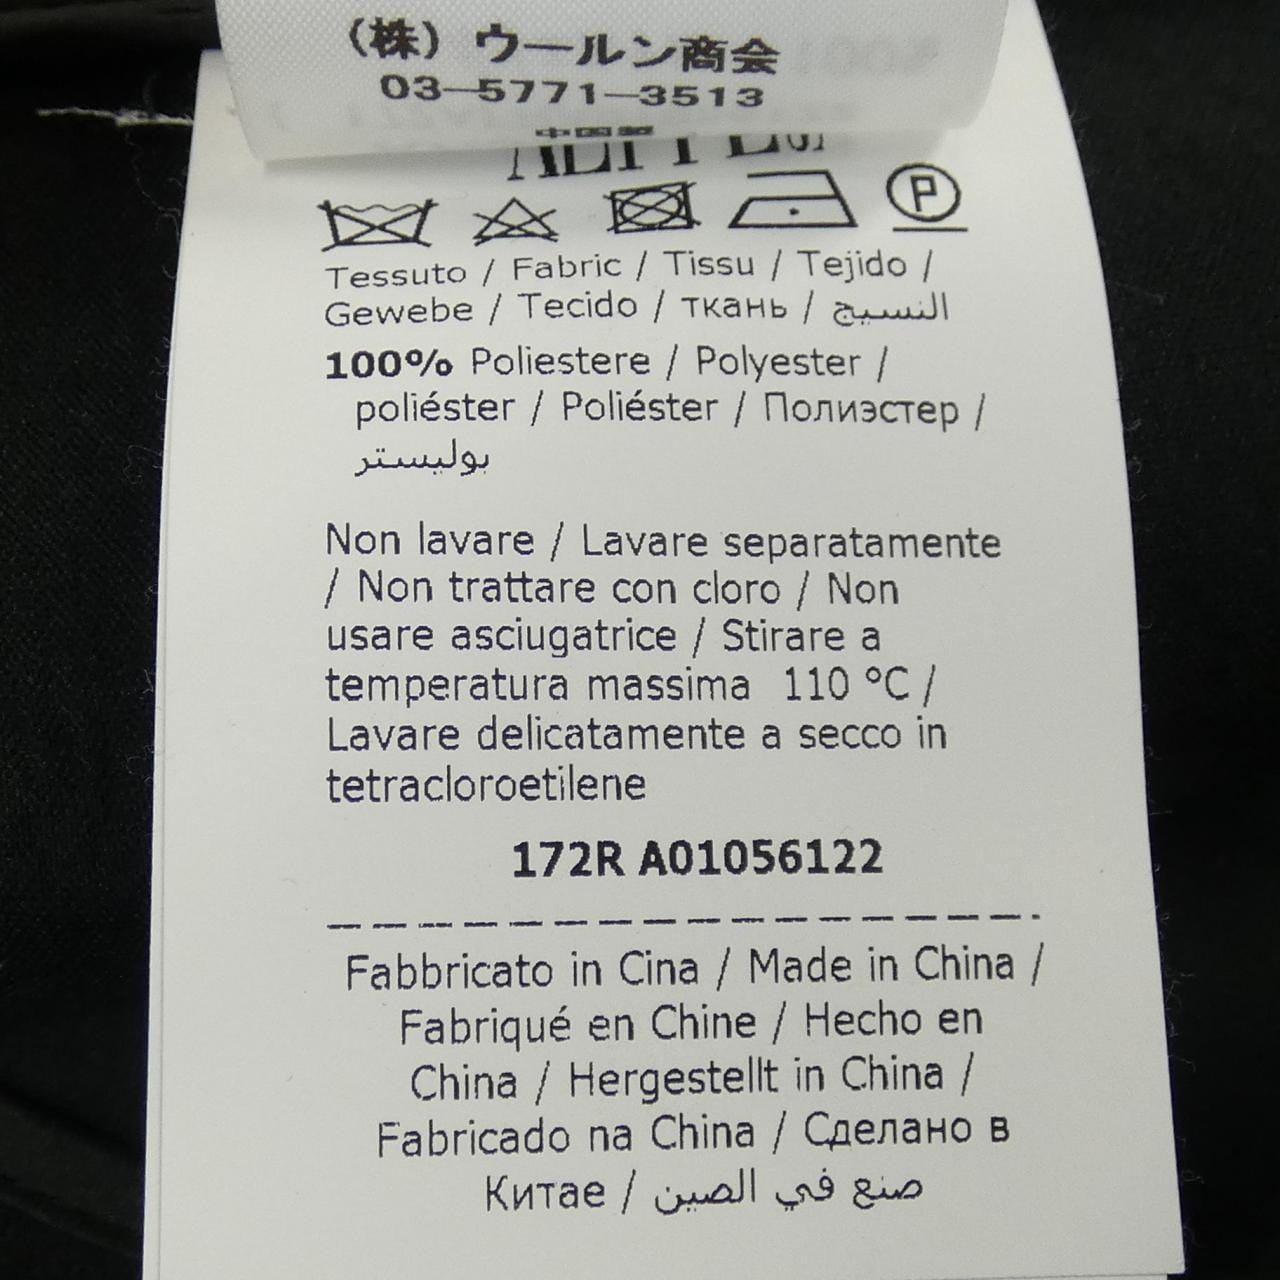 （株）ウールン商会
03-5771-3513
中国製
Tessuto / Fabric / Tissu / Tejido /
Gewebe / Tecido / ткань / النسيج
100% Poliestere / Polyester /
poliéster / Poliéster / Полиэстер /
بوليستر
Non lavare / Lavare separatamente
/ Non trattare con cloro / Non
usare asciugatrice / Stirare a
temperatura massima 110 °C /
Lavare delicatamente a secco in
tetracloroetilene
172R A01056122
Fabbricato in Cina / Made in China /
Fabriqué en Chine / Hecho en
China / Hergestellt in China /
Fabricado na China / Сделано в
Китае / صنع في الصين